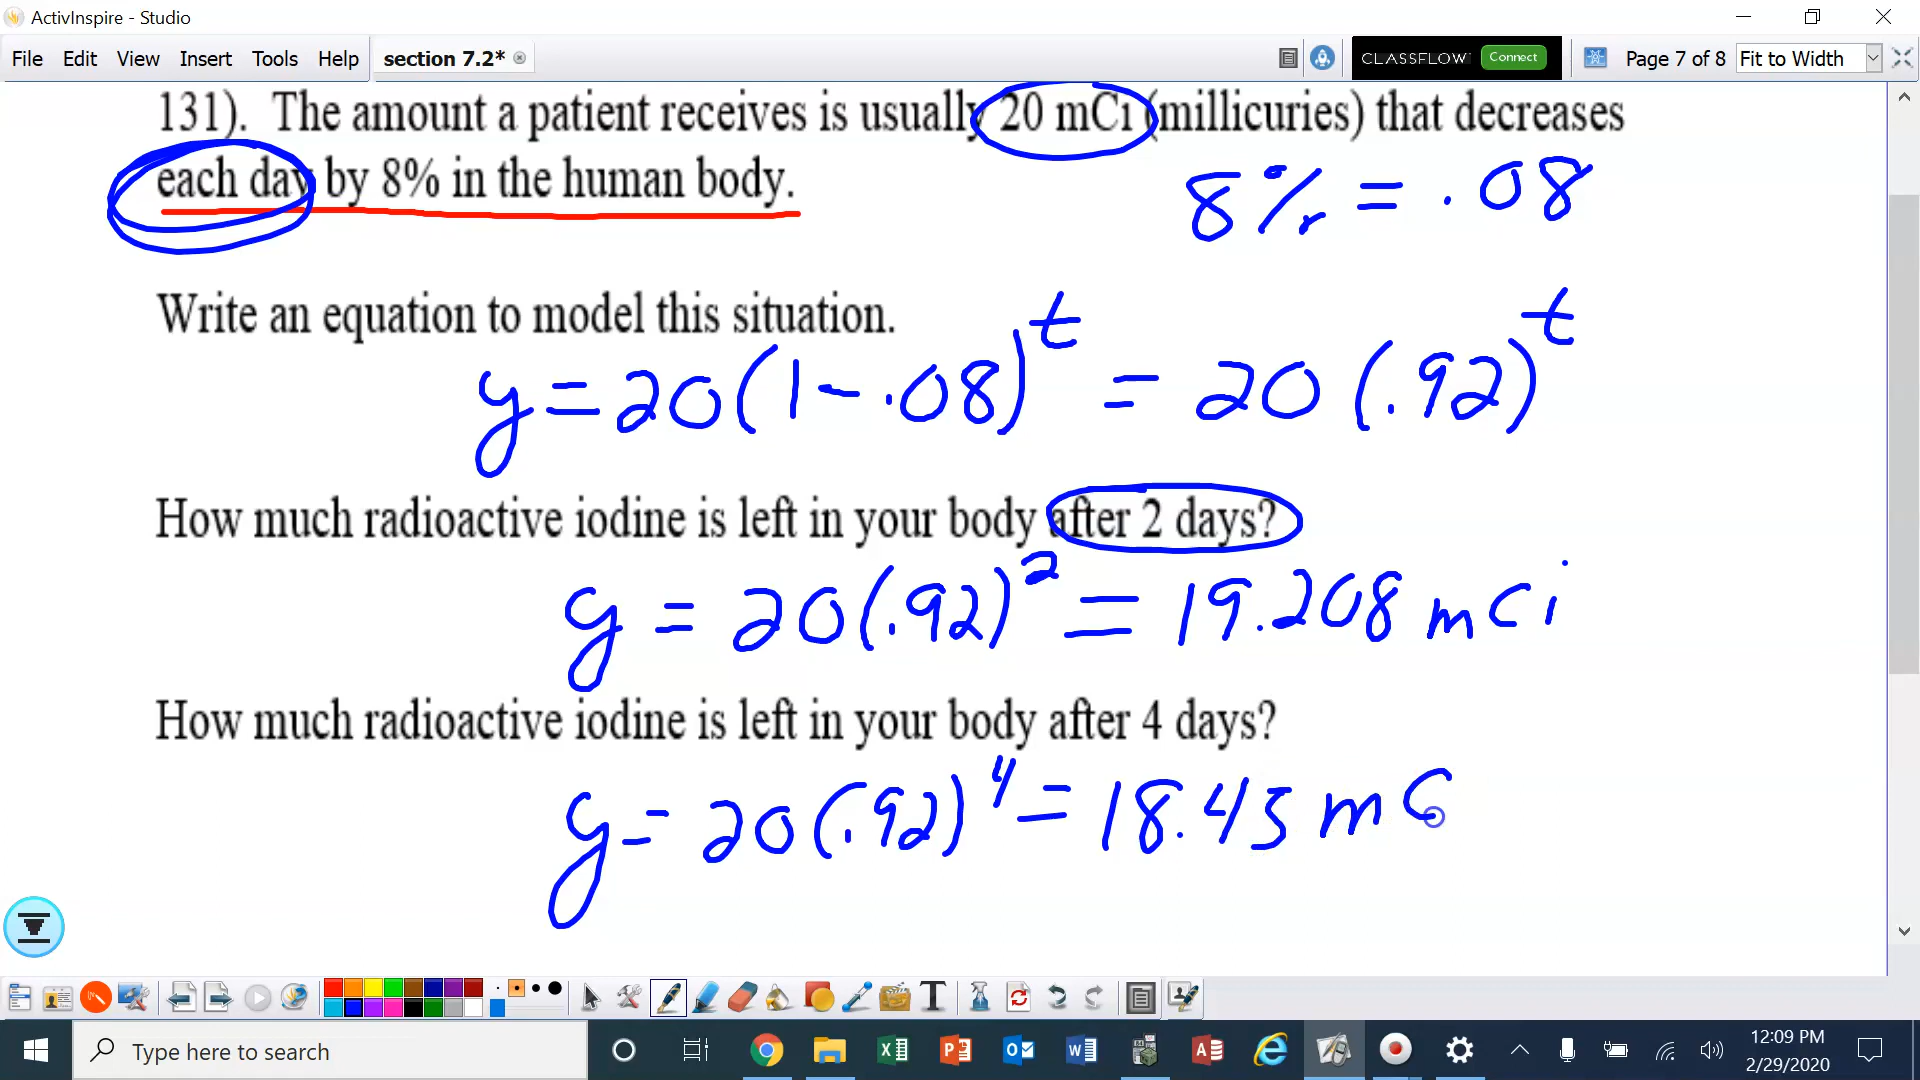 ActivInspire - Studio
File Edit View Insert Tools Help section 7.2* CLASSFLOW Connect Page 7 of 8 Fit to Width
131). The amount a patient receives is usually 20 mCi (millicuries) that decreases
each day by 8% in the human body.
8% = .08
Write an equation to model this situation.
y = 20(1 - .08)^t = 20(.92)^t
How much radioactive iodine is left in your body after 2 days?
y = 20(.92)^2 = 19.208 mCi
How much radioactive iodine is left in your body after 4 days?
y = 20(.92)^4 = 18.45 mC
Type here to search
12:09 PM
2/29/2020